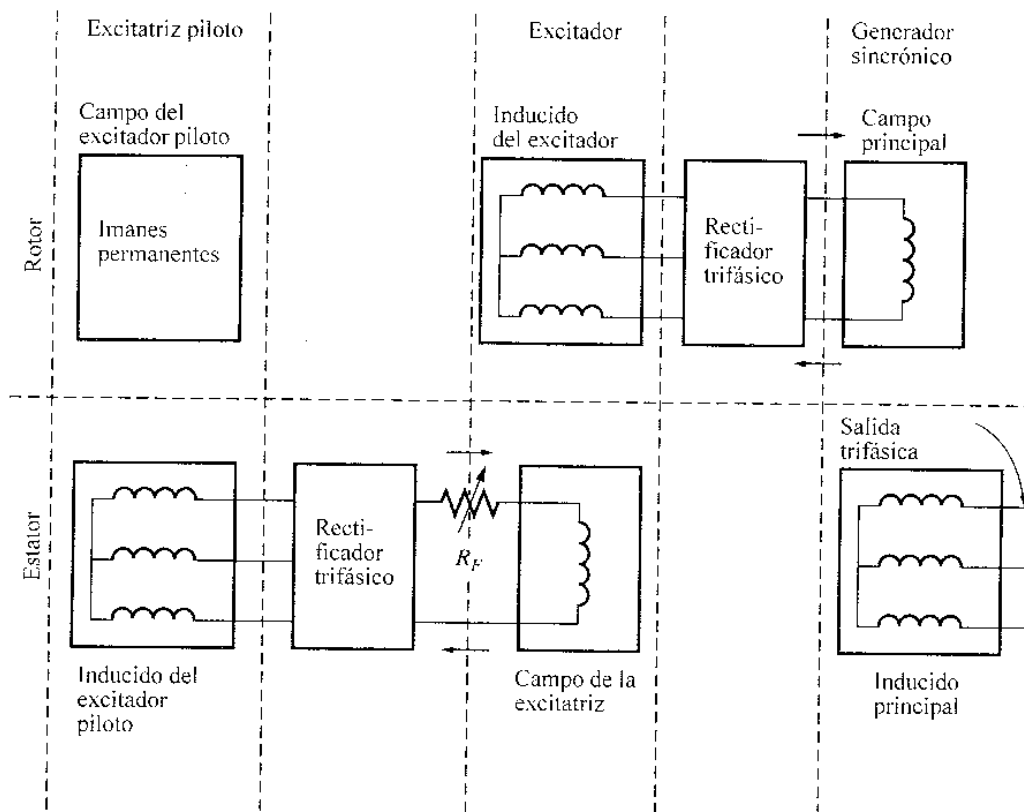 Excitatriz piloto
Excitador
Generador
sincrónico
Campo del
excitador piloto
Inducido
del excitador
Campo
principal
Rotor
Imanes
permanentes
Recti-
ficador
trifásico
Salida
trifásica
Estator
Recti-
ficador
trifásico
R_F
Inducido del
excitador
piloto
Campo de la
excitatriz
Inducido
principal